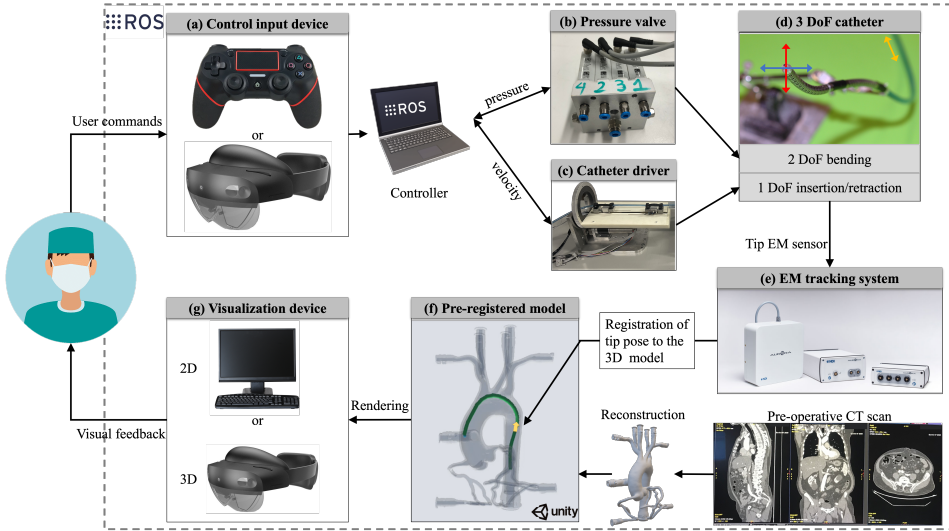 ROS
(a) Control input device
(b) Pressure valve
(d) 3 DoF catheter
User commands
or
ROS
Controller
pressure
velocity
4 2 3 1
(c) Catheter driver
2 DoF bending
1 DoF insertion/retraction
Tip EM sensor
(e) EM tracking system
(g) Visualization device
(f) Pre-registered model
Registration of
tip pose to the
3D model
2D
or
3D
Rendering
Visual feedback
Reconstruction
Pre-operative CT scan
unity